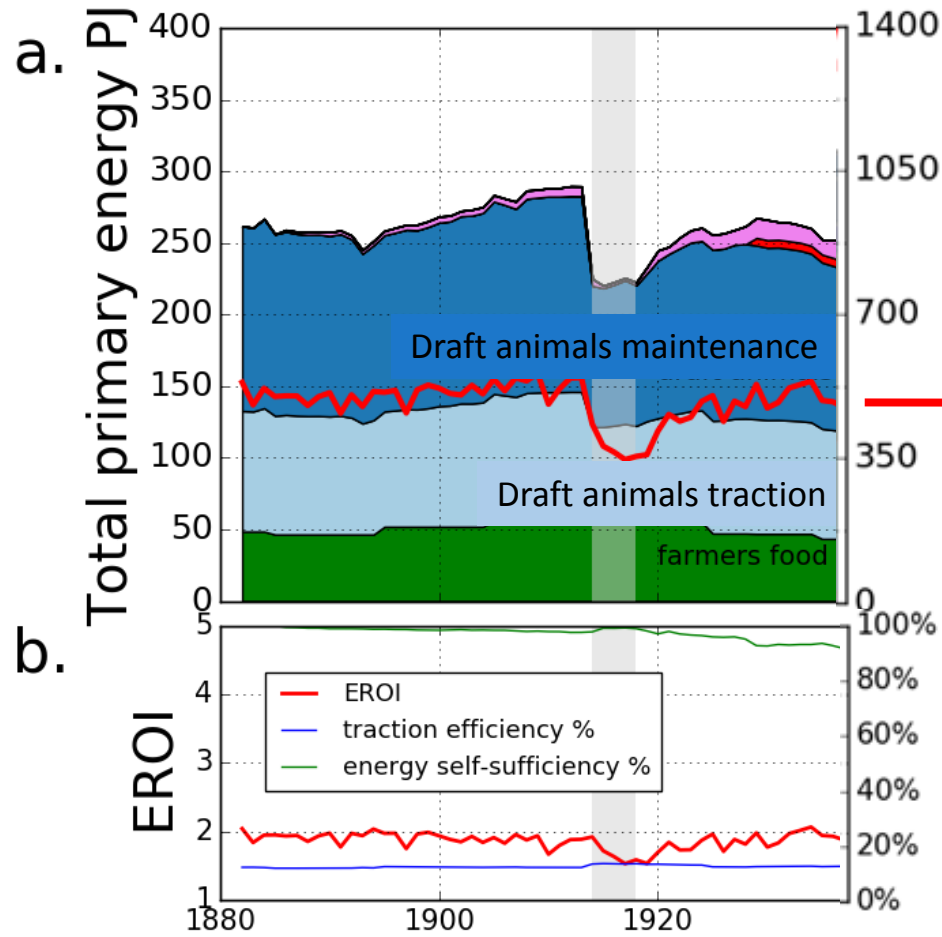 a.
Total primary energy PJ
400
350
300
250
200
150
100
50
0
1400
1050
700
350
0
Draft animals maintenance
Draft animals traction
farmers food
b.
EROI
5
4
3
2
1
100%
80%
60%
40%
20%
0%
EROI
traction efficiency %
energy self-sufficiency %
1880
1900
1920